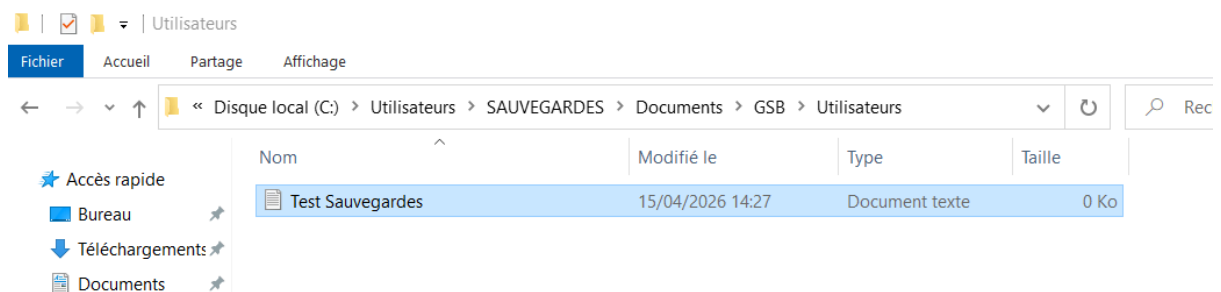 Utilisateurs
Fichier Accueil Partage Affichage
« Disque local (C:) > Utilisateurs > SAUVEGARDES > Documents > GSB > Utilisateurs Rec
Nom Modifié le Type Taille
Accès rapide
Test Sauvegardes 15/04/2026 14:27 Document texte 0 Ko
Bureau
Téléchargements
Documents